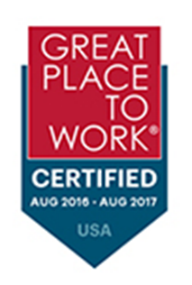 GREAT
PLACE
TO
WORK®
CERTIFIED
AUG 2016 - AUG 2017
USA